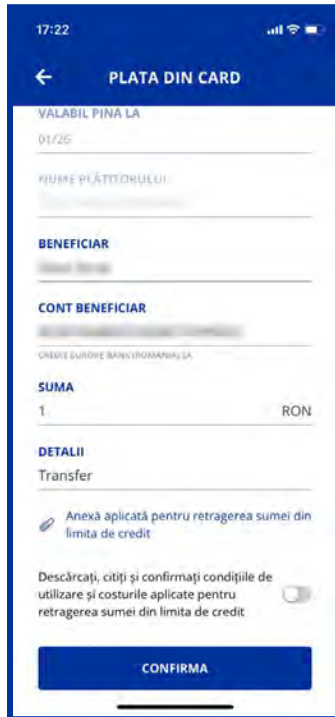 17:22
PLATA DIN CARD
VALABIL PINA LA
01/26
NUME PLĂTITORULUI
BENEFICIAR
CONT BENEFICIAR
CREDIT EUROPE BANK (ROMANIA) SA
SUMA
1 RON
DETALII
Transfer
Anexă aplicată pentru retragerea sumei din
limita de credit
Descărcați, citiți și confirmați condițiile de
utilizare și costurile aplicate pentru
retragerea sumei din limita de credit
CONFIRMA